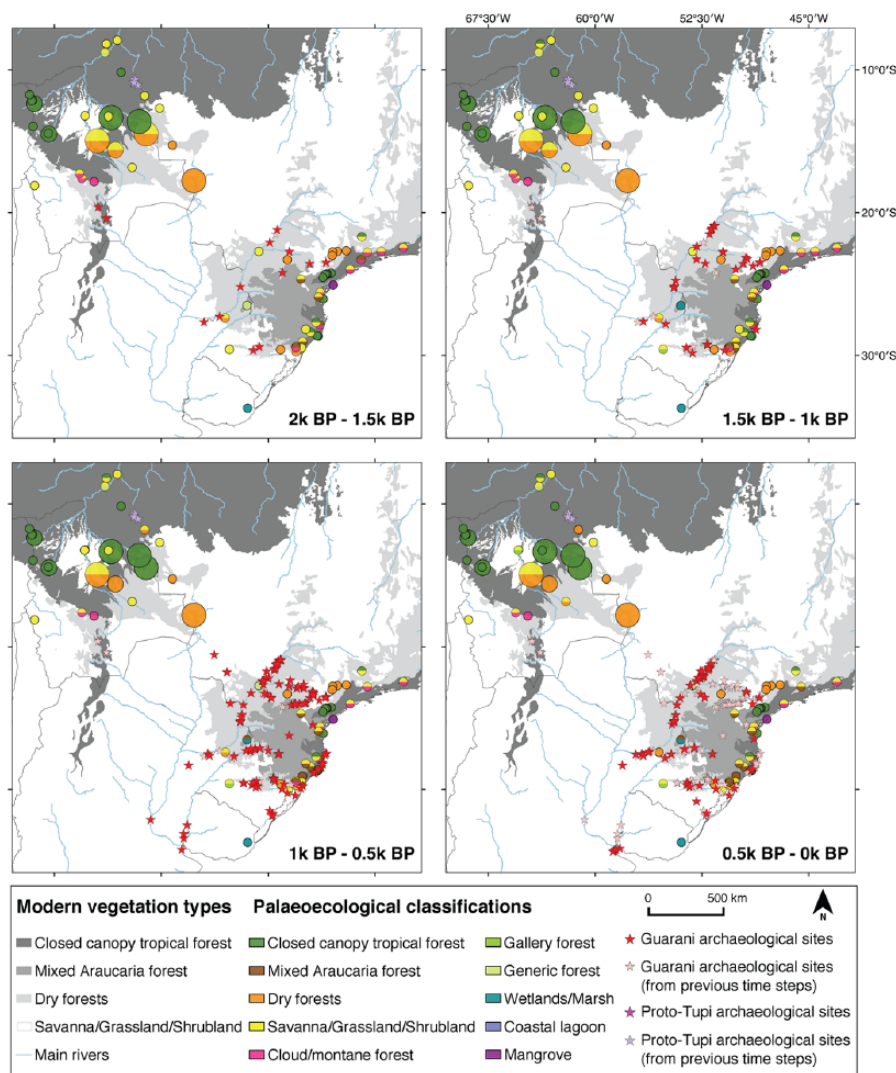 67°30'W 60°0'W 52°30'W 45°0'W
10°0'S
20°0'S
30°0'S
2k BP - 1.5k BP
1.5k BP - 1k BP
1k BP - 0.5k BP
0.5k BP - 0k BP
Modern vegetation types
Closed canopy tropical forest
Mixed Araucaria forest
Dry forests
Savanna/Grassland/Shrubland
Main rivers
Palaeoecological classifications
Closed canopy tropical forest
Mixed Araucaria forest
Dry forests
Savanna/Grassland/Shrubland
Cloud/montane forest
Gallery forest
Generic forest
Wetlands/Marsh
Coastal lagoon
Mangrove
0 500 km
N
Guarani archaeological sites
Guarani archaeological sites
(from previous time steps)
Proto-Tupi archaeological sites
Proto-Tupi archaeological sites
(from previous time steps)